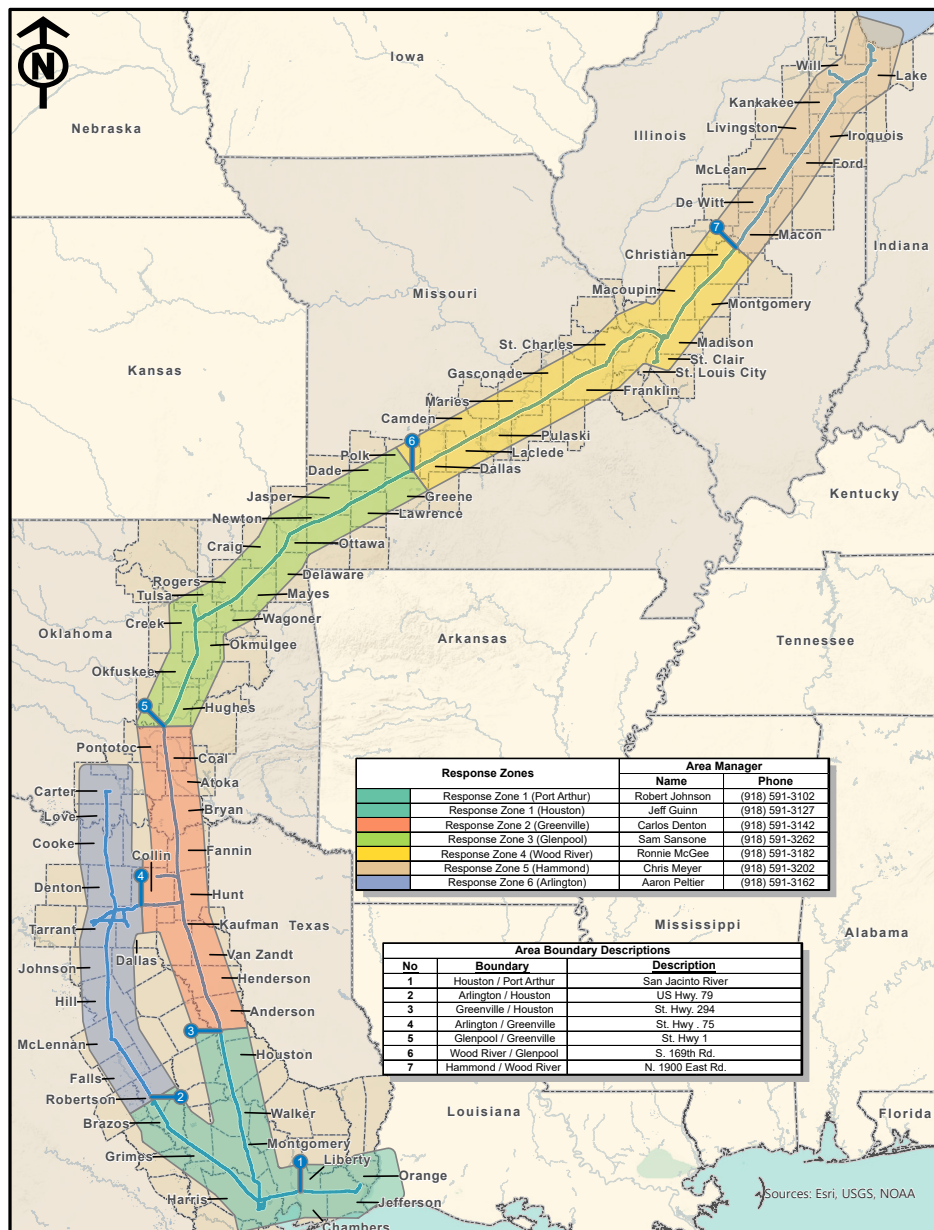 N
Iowa
Nebraska
Will
Lake
Kankakee
Illinois
Livingston
Iroquois
McLean
Ford
De Witt
7
Macon
Indiana
Christian
Missouri
Macoupin
Montgomery
St. Charles
Madison
Kansas
St. Clair
Gasconade
St. Louis City
Maries
Franklin
Camden
6
Pulaski
Polk
Laclede
Dade
Dallas
Jasper
Greene
Kentucky
Newton
Lawrence
Craig
Ottawa
Rogers
Delaware
Tulsa
Mayes
Creek
Wagoner
Oklahoma
Arkansas
Tennessee
Okmulgee
Okfuskee
5
Hughes
Pontotoc
Coal
Atoka
Carter
Bryan
Love
Cooke
Fannin
Collin
4
Denton
Hunt
Tarrant
Kaufman
Texas
Mississippi
Alabama
Dallas
Van Zandt
Johnson
Henderson
Hill
Anderson
3
McLennan
Houston
Falls
Robertson
2
Louisiana
Florida
Brazos
Walker
Montgomery
Grimes
1
Liberty
Orange
Harris
Jefferson
Chambers
Response Zones Area Manager
Name Phone
Response Zone 1 (Port Arthur) Robert Johnson (918) 591-3102
Response Zone 1 (Houston) Jeff Guinn (918) 591-3127
Response Zone 2 (Greenville) Carlos Denton (918) 591-3142
Response Zone 3 (Glenpool) Sam Sansone (918) 591-3262
Response Zone 4 (Wood River) Ronnie McGee (918) 591-3182
Response Zone 5 (Hammond) Chris Meyer (918) 591-3202
Response Zone 6 (Arlington) Aaron Peltier (918) 591-3162
Area Boundary Descriptions
No Boundary Description
1 Houston / Port Arthur San Jacinto River
2 Arlington / Houston US Hwy. 79
3 Greenville / Houston St. Hwy. 294
4 Arlington / Greenville St. Hwy . 75
5 Glenpool / Greenville St. Hwy 1
6 Wood River / Glenpool S. 169th Rd.
7 Hammond / Wood River N. 1900 East Rd.
Sources: Esri, USGS, NOAA